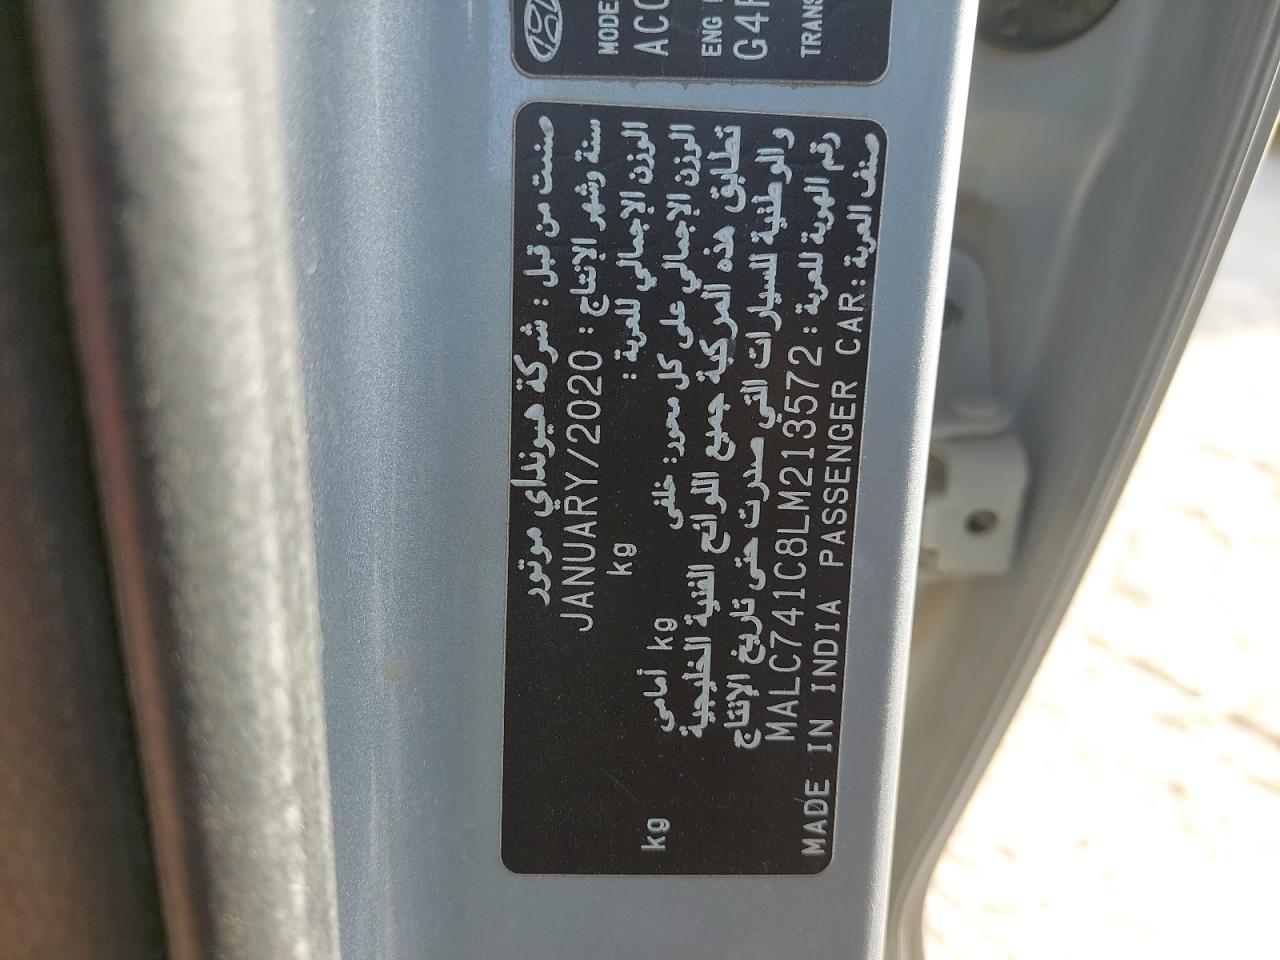 MODE
ACC
ENG
G4F
TRANS
صنعت من قبل : شركة هيونداي موتور
سنة وشهر الإنتاج : JANUARY/2020
الوزن الإجمالي للعربة : kg
الوزن الإجمالي على كل محور: خلفي kg أمامي kg
تطابق هذه المركبة جميع اللوائح الفنية الخليجية
والوطنية للسيارات التي صدرت حتى تاريخ الإنتاج
رقم الهوية للعربة : MALC741C8LM213572
صنف العربة : MADE IN INDIA PASSENGER CAR